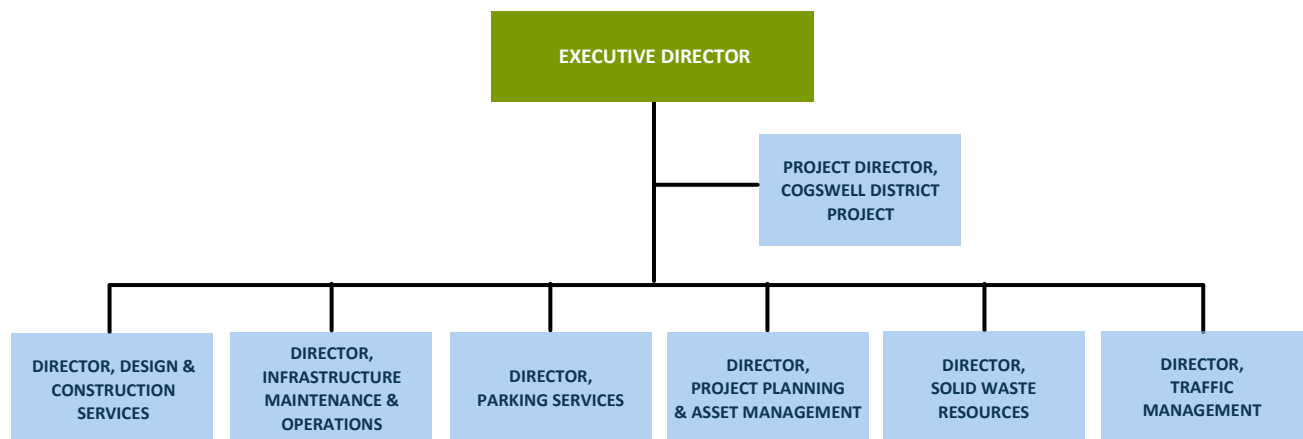 EXECUTIVE DIRECTOR
PROJECT DIRECTOR,
COGSWELL DISTRICT
PROJECT
DIRECTOR, DESIGN &
CONSTRUCTION
SERVICES
DIRECTOR,
INFRASTRUCTURE
MAINTENANCE &
OPERATIONS
DIRECTOR,
PARKING SERVICES
DIRECTOR,
PROJECT PLANNING
& ASSET MANAGEMENT
DIRECTOR,
SOLID WASTE
RESOURCES
DIRECTOR,
TRAFFIC
MANAGEMENT